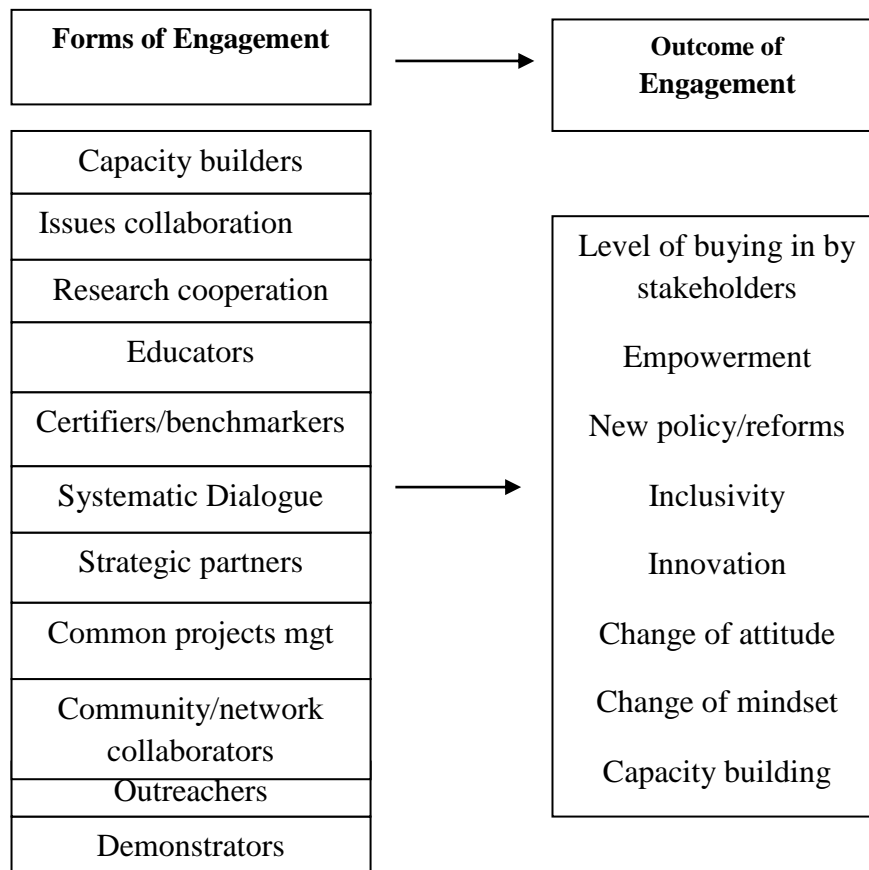 Forms of Engagement
Outcome of
Engagement
Capacity builders
Issues collaboration
Research cooperation
Educators
Certifiers/benchmarkers
Systematic Dialogue
Strategic partners
Common projects mgt
Community/network
collaborators
Outreachers
Demonstrators
Level of buying in by
stakeholders
Empowerment
New policy/reforms
Inclusivity
Innovation
Change of attitude
Change of mindset
Capacity building